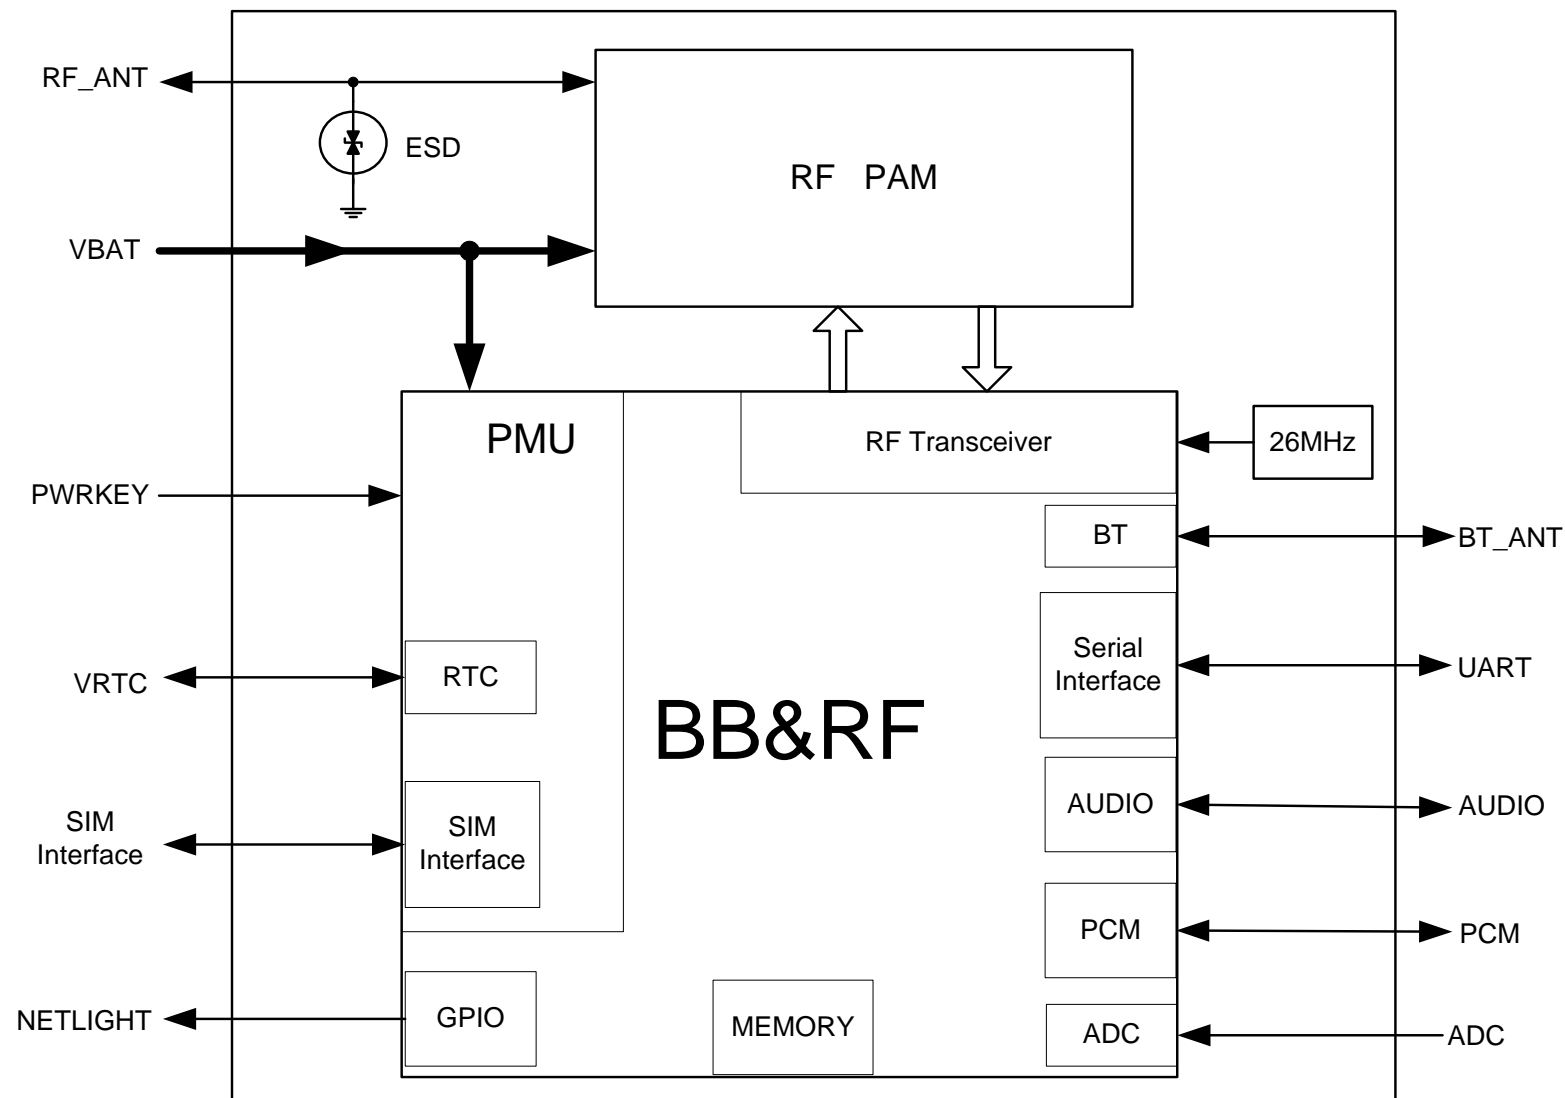 RF_ANT
ESD
RF PAM
VBAT
PMU
RF Transceiver
26MHz
PWRKEY
BT
BT_ANT
Serial
Interface
UART
VRTC
RTC
BB&RF
SIM
Interface
SIM
Interface
AUDIO
AUDIO
PCM
PCM
NETLIGHT
GPIO
MEMORY
ADC
ADC